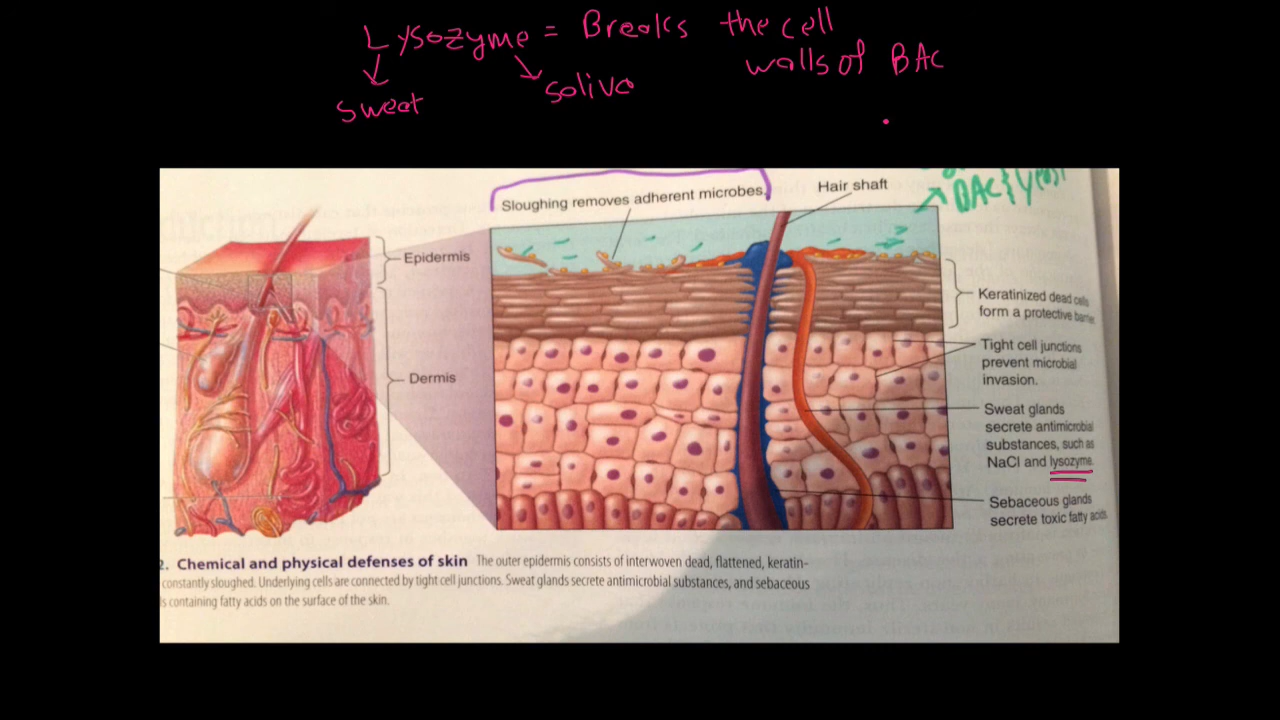 Lysozyme = Breaks the cell
walls of BAC
sweat
saliva
BAC & Yeast
Sloughing removes adherent microbes.
Hair shaft
Epidermis
Dermis
Keratinized dead cells
form a protective barrier
Tight cell junctions
prevent microbial
invasion.
Sweat glands
secrete antimicrobial
substances, such as
NaCl and lysozyme.
Sebaceous glands
secrete toxic fatty acids
2. Chemical and physical defenses of skin The outer epidermis consists of interwoven dead, flattened, keratin-
constantly sloughed. Underlying cells are connected by tight cell junctions. Sweat glands secrete antimicrobial substances, and sebaceous
containing fatty acids on the surface of the skin.